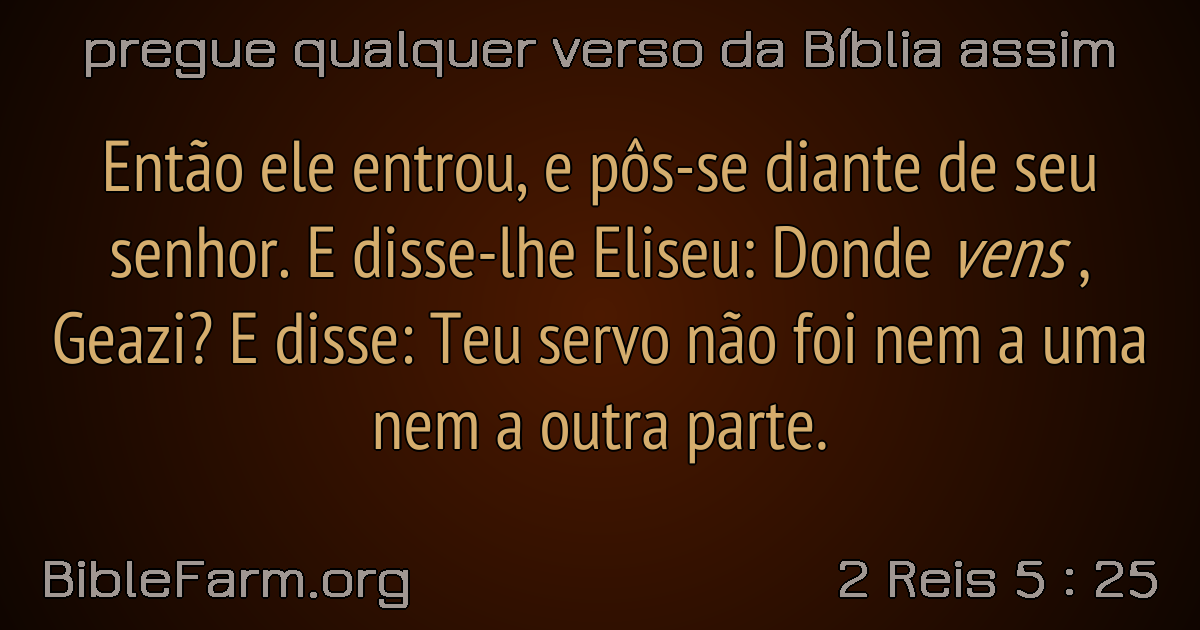 pregue qualquer verso da Bíblia assim
Então ele entrou, e pôs-se diante de seu
senhor. E disse-lhe Eliseu: Donde vens ,
Geazi? E disse: Teu servo não foi nem a uma
nem a outra parte.
BibleFarm.org
2 Reis 5 : 25